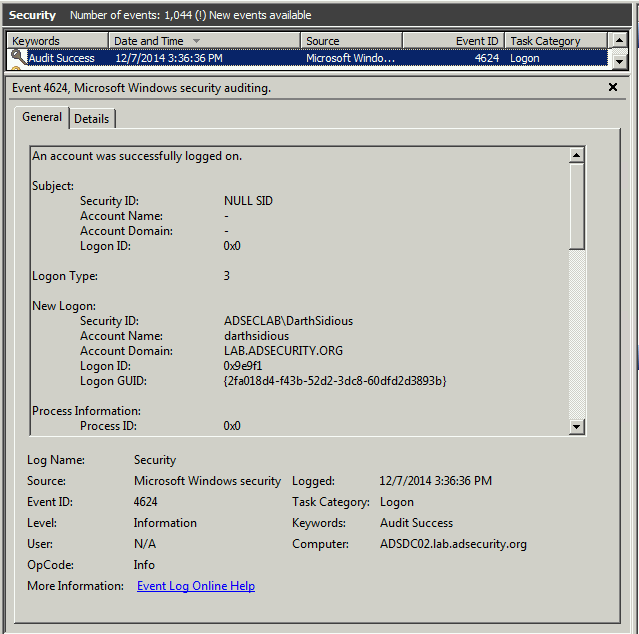 Security Number of events: 1,044 (!) New events available
Keywords Date and Time Source Event ID Task Category
Audit Success 12/7/2014 3:36:36 PM Microsoft Windo... 4624 Logon
Event 4624, Microsoft Windows security auditing.
General Details
An account was successfully logged on.
Subject:
Security ID: NULL SID
Account Name: -
Account Domain: -
Logon ID: 0x0
Logon Type: 3
New Logon:
Security ID: ADSECLAB\DarthSidious
Account Name: darthsidious
Account Domain: LAB.ADSECURITY.ORG
Logon ID: 0x9e9f1
Logon GUID: {2fa018d4-f43b-52d2-3dc8-60dfd2d3893b}
Process Information:
Process ID: 0x0
Log Name: Security
Source: Microsoft Windows security Logged: 12/7/2014 3:36:36 PM
Event ID: 4624 Task Category: Logon
Level: Information Keywords: Audit Success
User: N/A Computer: ADSDC02.lab.adsecurity.org
OpCode: Info
More Information: Event Log Online Help